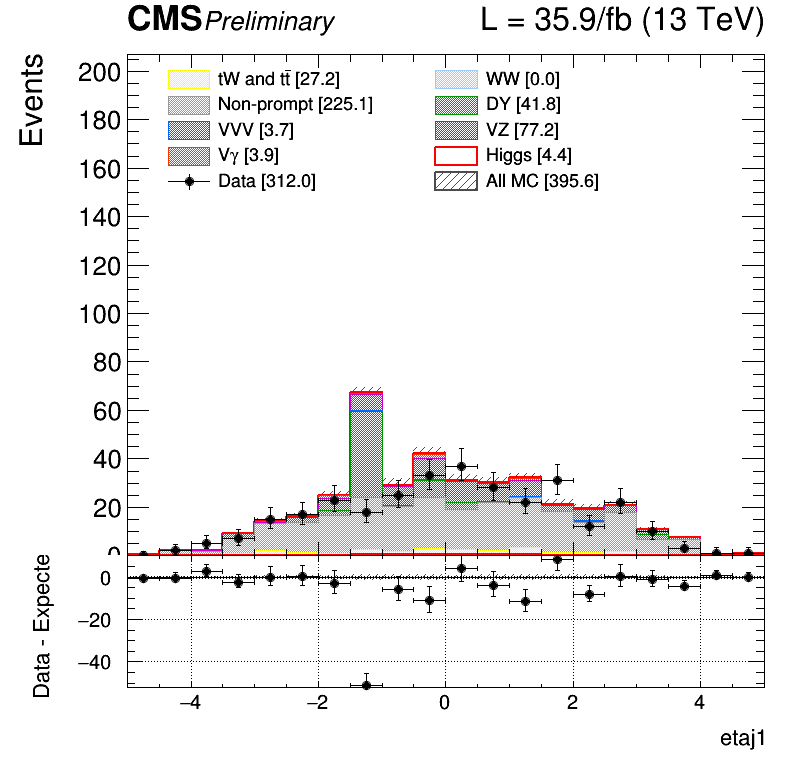 CMS Preliminary L = 35.9/fb (13 TeV)
Events
200
180
160
140
120
100
80
60
40
20
0
tW and tt̄ [27.2]
Non-prompt [225.1]
VVV [3.7]
Vγ [3.9]
Data [312.0]
WW [0.0]
DY [41.8]
VZ [77.2]
Higgs [4.4]
All MC [395.6]
Data - Expecte
0
−20
−40
−4 −2 0 2 4
etaj1